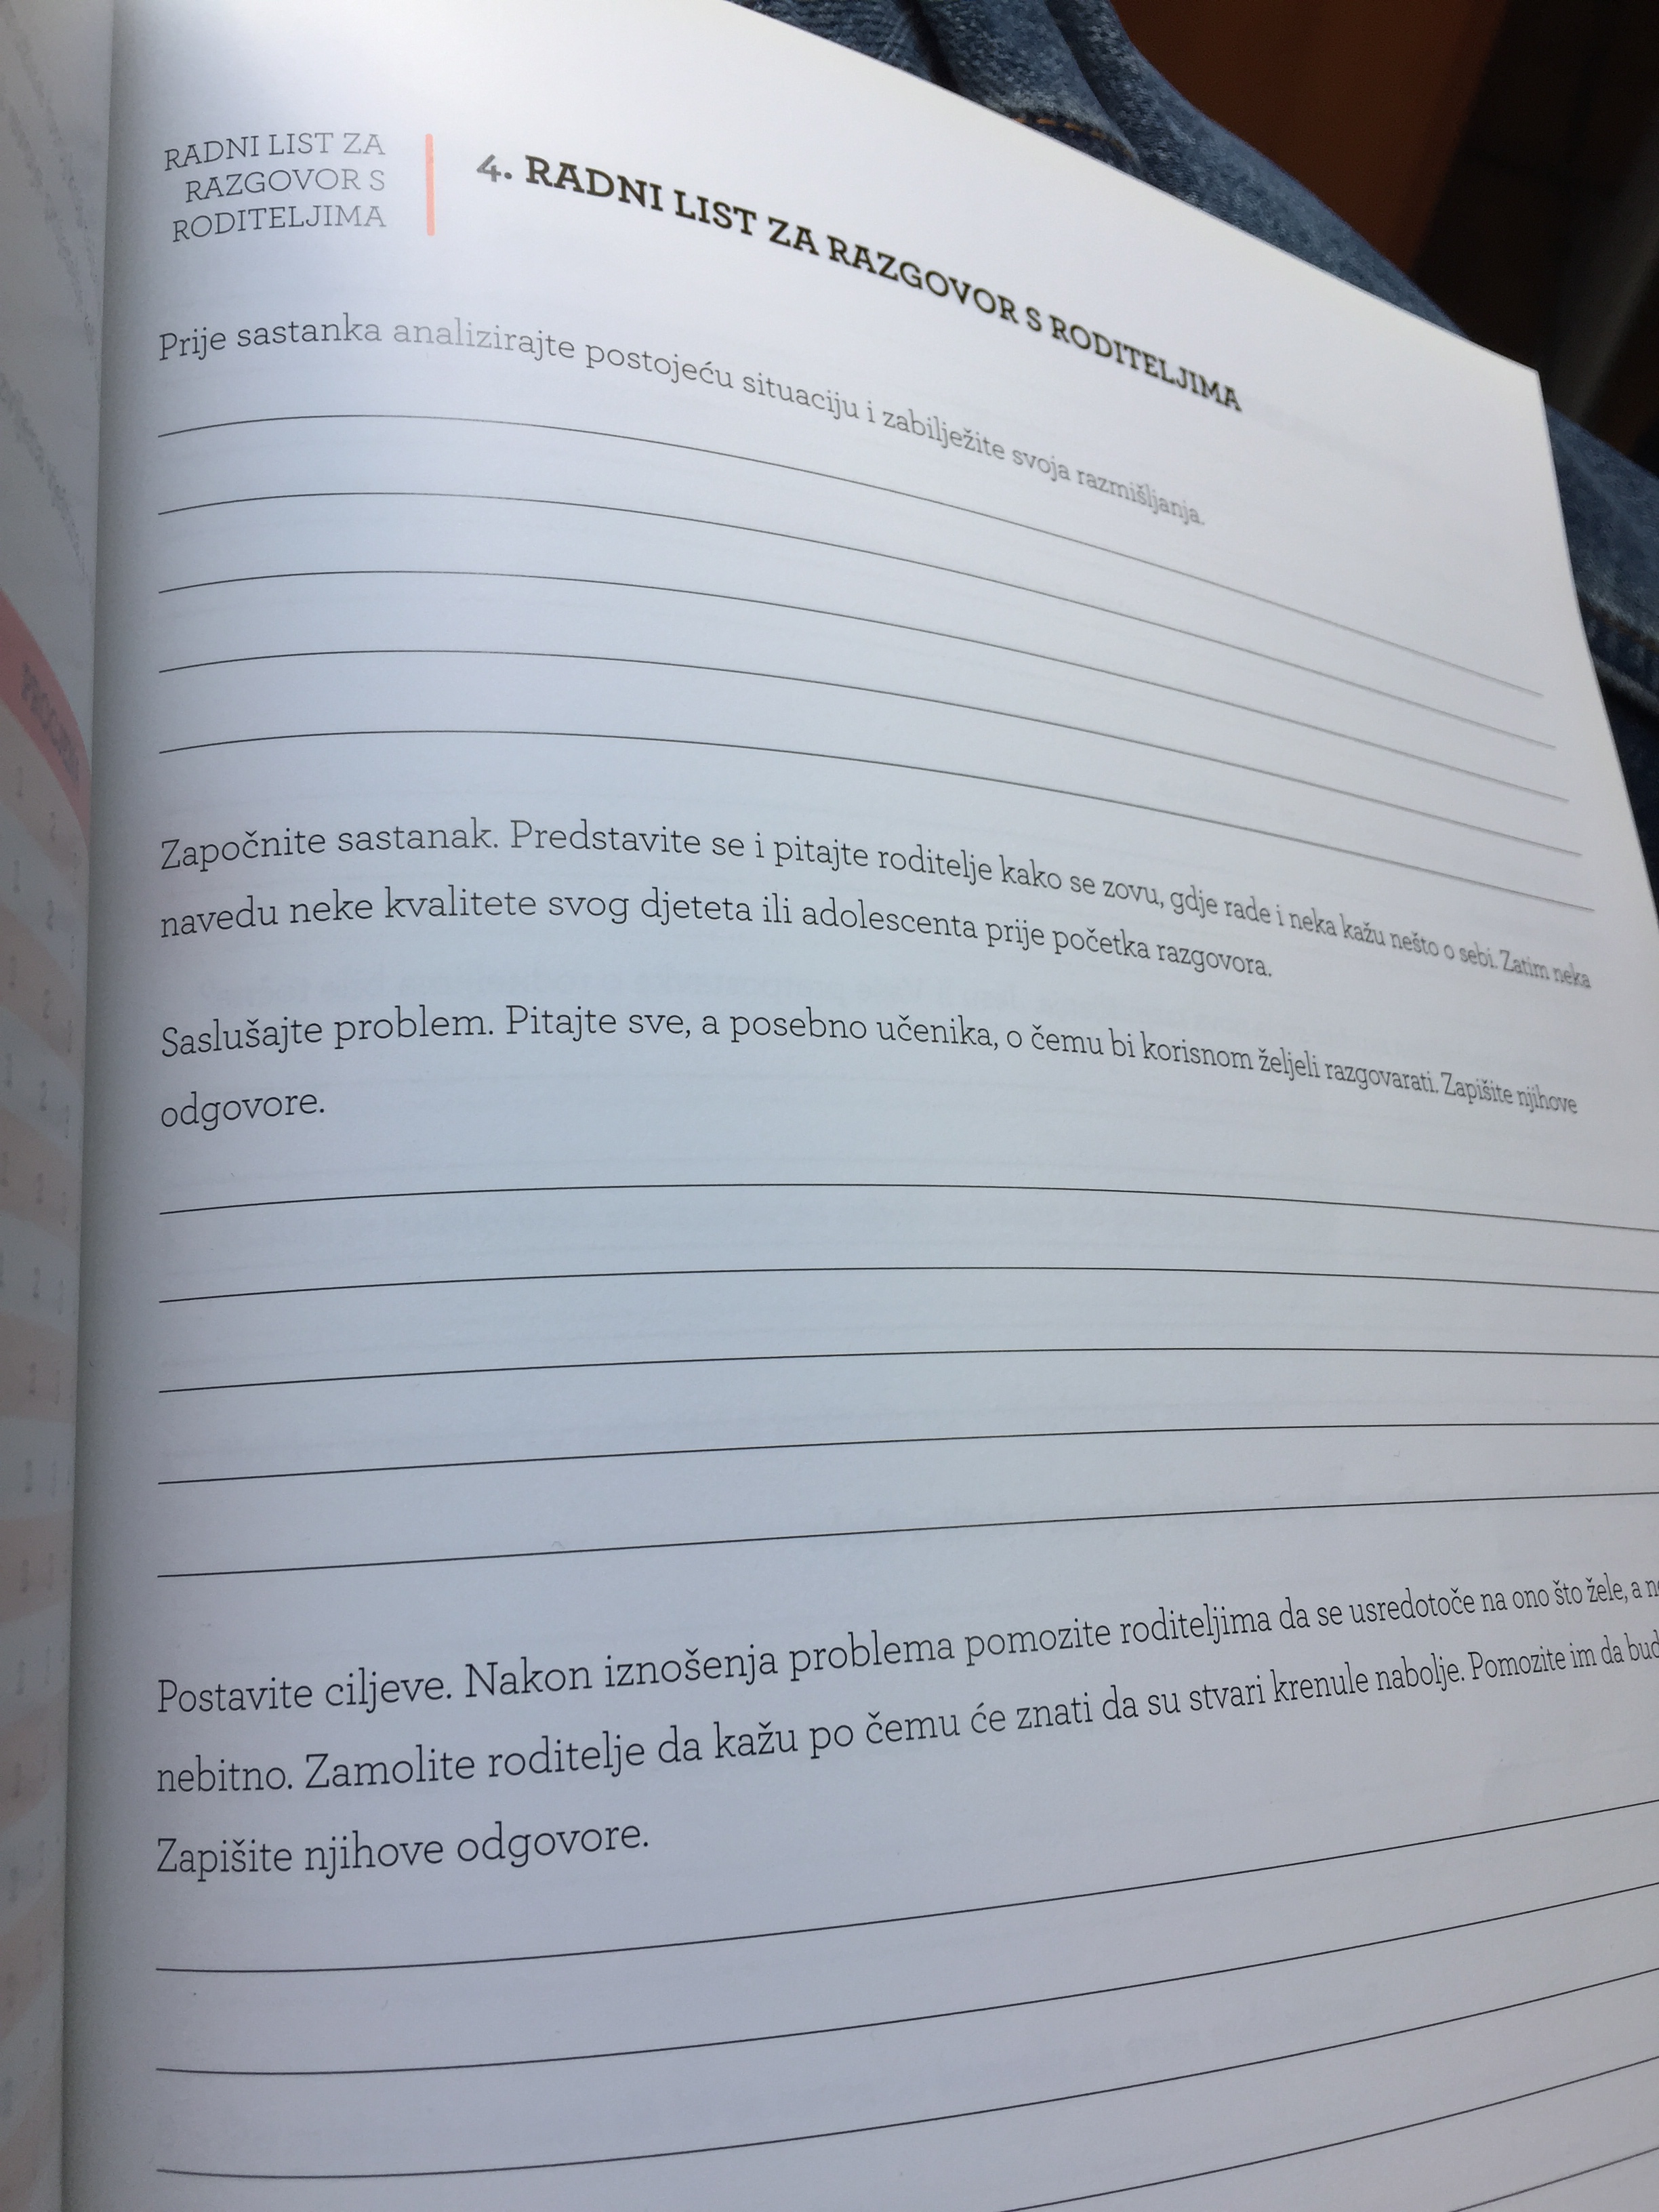 RADNI LIST ZA
RAZGOVOR S
RODITELJIMA
4. RADNI LIST ZA RAZGOVOR S RODITELJIMA
Prije sastanka analizirajte postojeću situaciju i zabilježite svoja razmišljanja.
Započnite sastanak. Predstavite se i pitajte roditelje kako se zovu, gdje rade i neka kažu nešto o sebi. Zatim neka
navedu neke kvalitete svog djeteta ili adolescenta prije početka razgovora.
Saslušajte problem. Pitajte sve, a posebno učenika, o čemu bi korisnom željeli razgovarati. Zapišite njihove
odgovore.
Postavite ciljeve. Nakon iznošenja problema pomozite roditeljima da se usredotoče na ono što žele, a
nebitno. Zamolite roditelje da kažu po čemu će znati da su stvari krenule nabolje. Pomozite im da
Zapišite njihove odgovore.